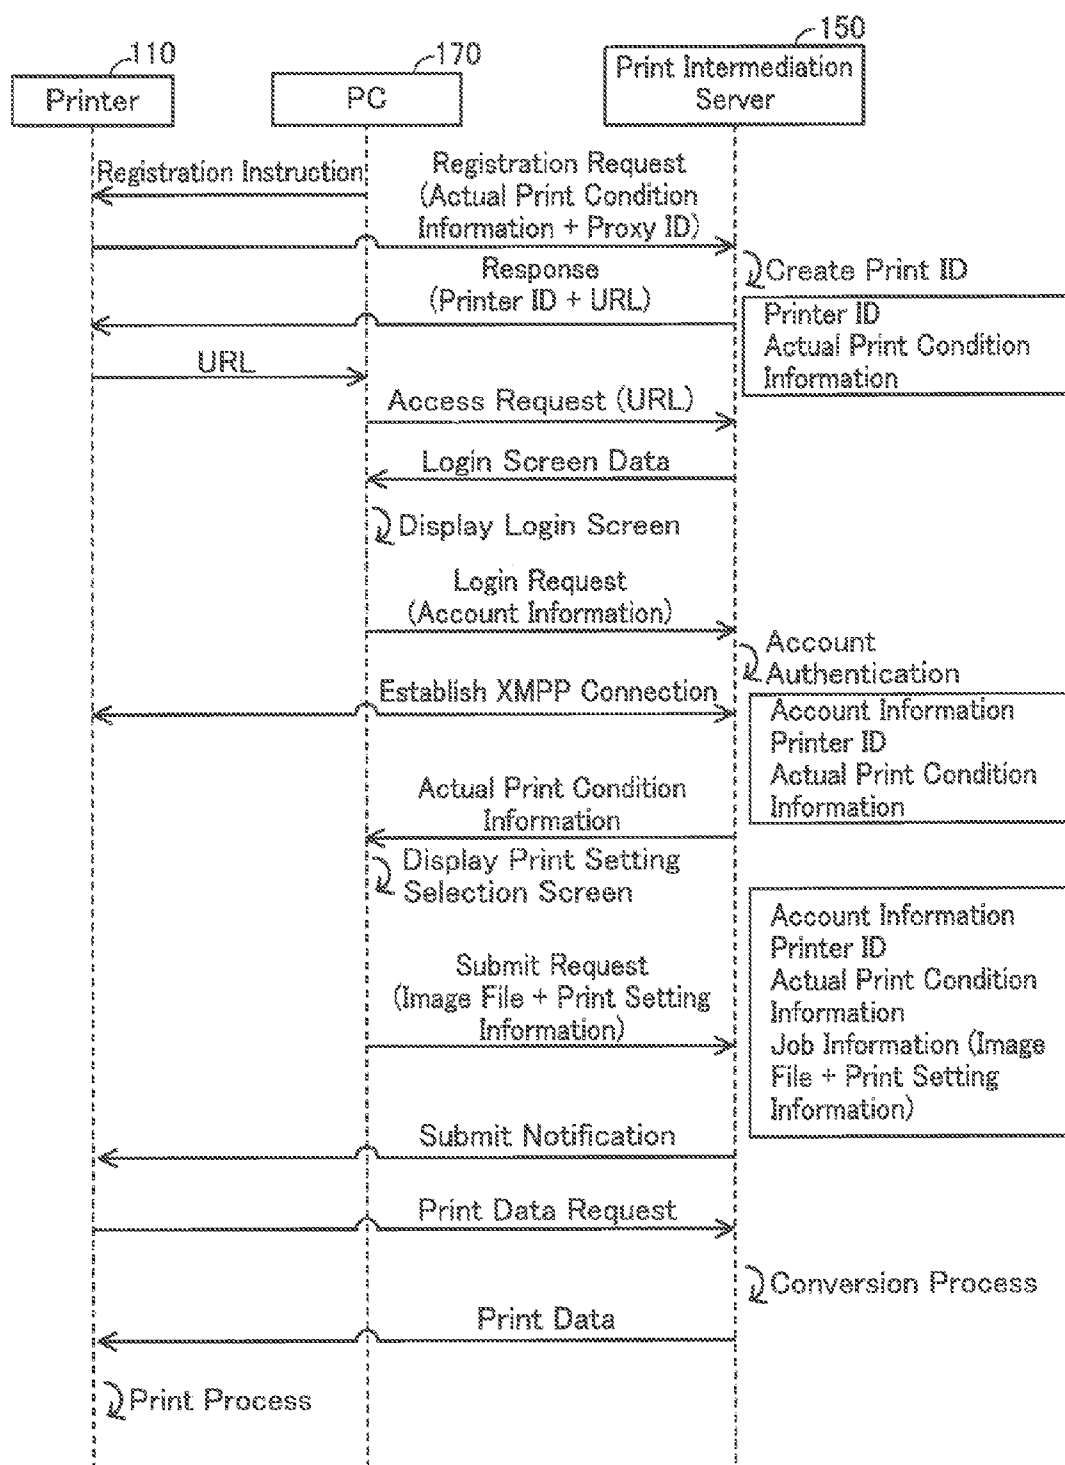 110
170
150
Printer
PC
Print Intermediation
Server
Registration Instruction
Registration Request
(Actual Print Condition
Information + Proxy ID)
Create Print ID
Response
(Printer ID + URL)
Printer ID
Actual Print Condition
Information
URL
Access Request (URL)
Login Screen Data
Display Login Screen
Login Request
(Account Information)
Account
Authentication
Establish XMPP Connection
Account Information
Printer ID
Actual Print Condition
Information
Actual Print Condition
Information
Display Print Setting
Selection Screen
Account Information
Printer ID
Actual Print Condition
Information
Job Information (Image
File + Print Setting
Information)
Submit Request
(Image File + Print Setting
Information)
Submit Notification
Print Data Request
Conversion Process
Print Data
Print Process